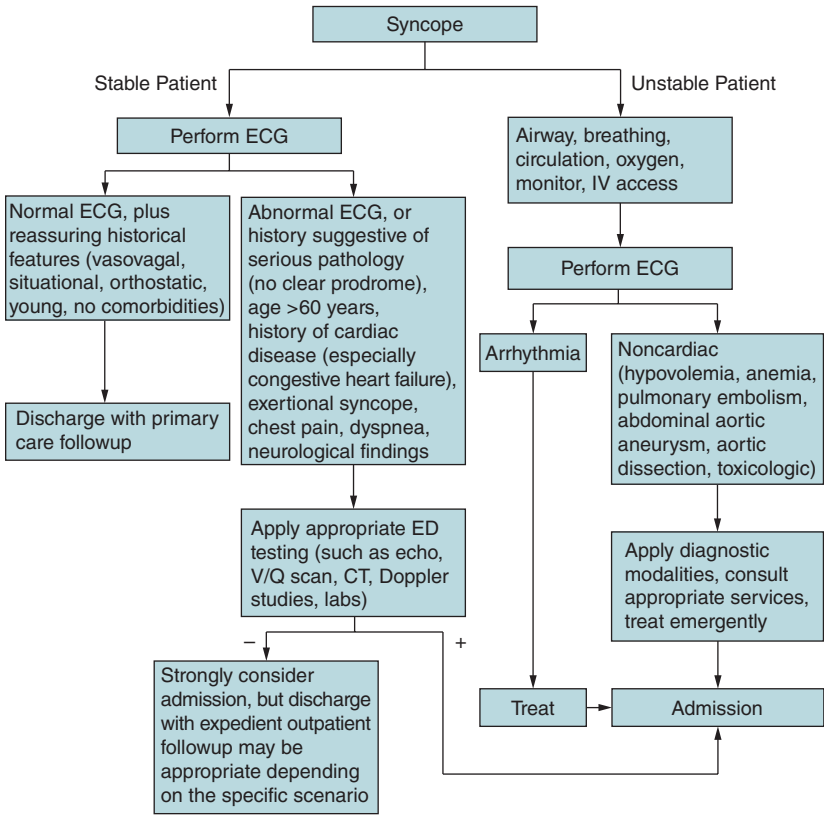 Syncope
Stable Patient
Unstable Patient
Perform ECG
Airway, breathing,
circulation, oxygen,
monitor, IV access
Normal ECG, plus
reassuring historical
features (vasovagal,
situational, orthostatic,
young, no comorbidities)
Abnormal ECG, or
history suggestive of
serious pathology
(no clear prodrome),
age >60 years,
history of cardiac
disease (especially
congestive heart failure),
exertional syncope,
chest pain, dyspnea,
neurological findings
Perform ECG
Arrhythmia
Noncardiac
(hypovolemia, anemia,
pulmonary embolism,
abdominal aortic
aneurysm, aortic
dissection, toxicologic)
Discharge with primary
care followup
Apply appropriate ED
testing (such as echo,
V/Q scan, CT, Doppler
studies, labs)
Apply diagnostic
modalities, consult
appropriate services,
treat emergently
–
+
Strongly consider
admission, but discharge
with expedient outpatient
followup may be
appropriate depending
on the specific scenario
Treat
Admission